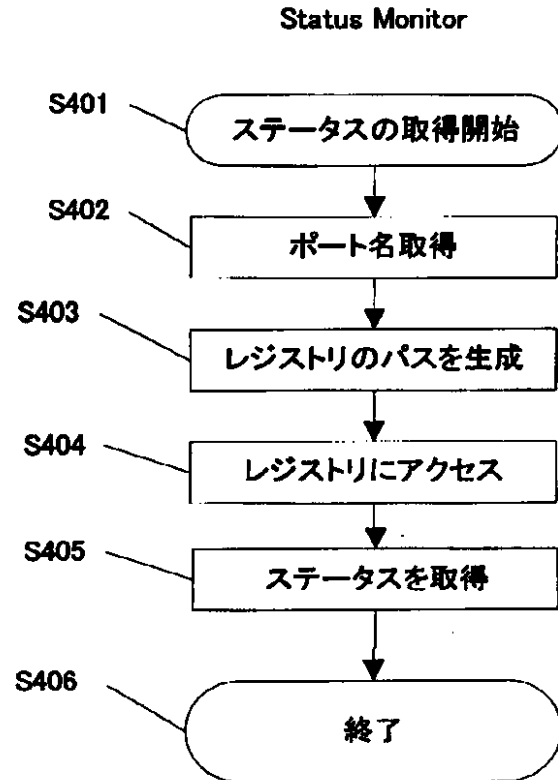 Status Monitor
S401
ステータスの取得開始
S402
ポート名取得
S403
レジストリのパスを生成
S404
レジストリにアクセス
S405
ステータスを取得
S406
終了